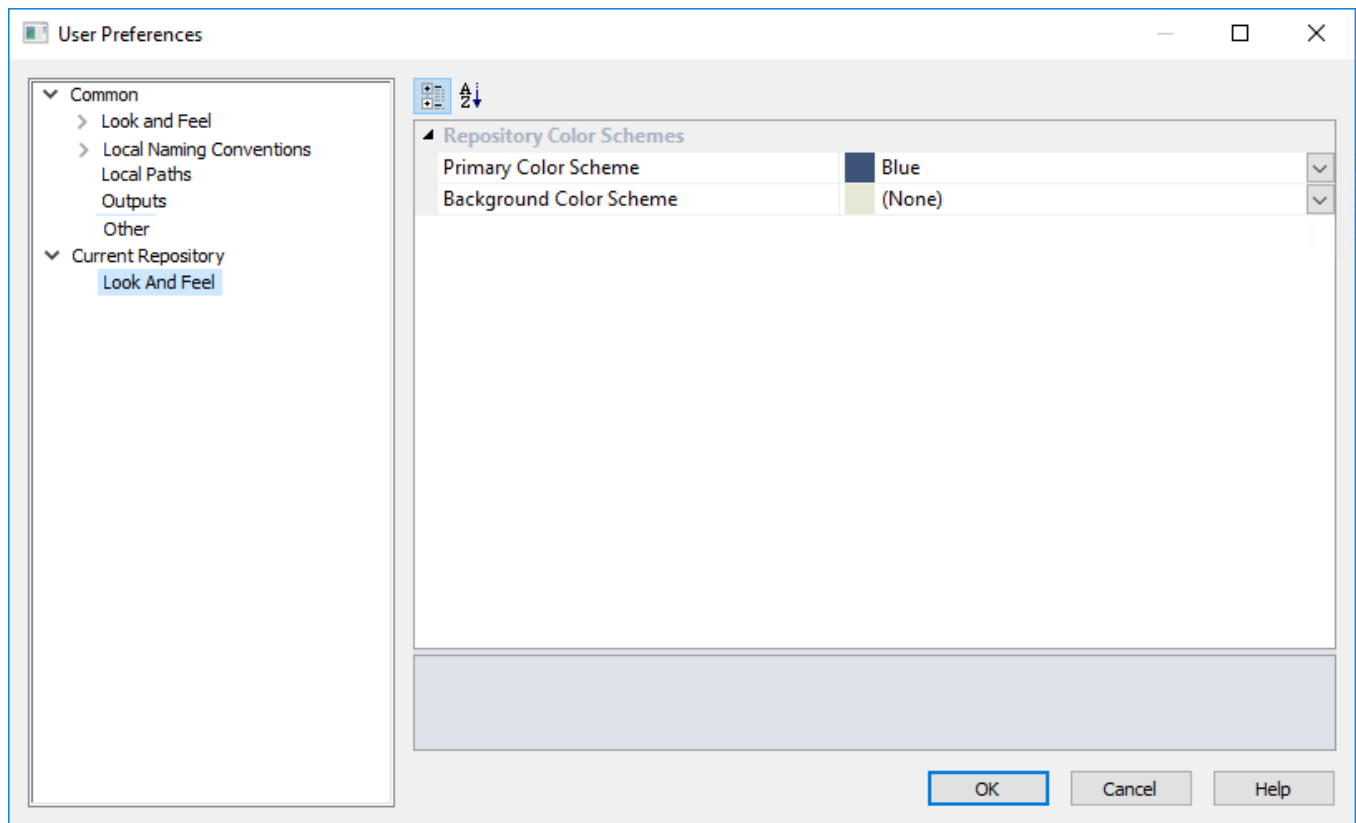 User Preferences
Common
Look and Feel
Local Naming Conventions
Local Paths
Outputs
Other
Current Repository
Look And Feel
Repository Color Schemes
Primary Color Scheme Blue
Background Color Scheme (None)
OK Cancel Help